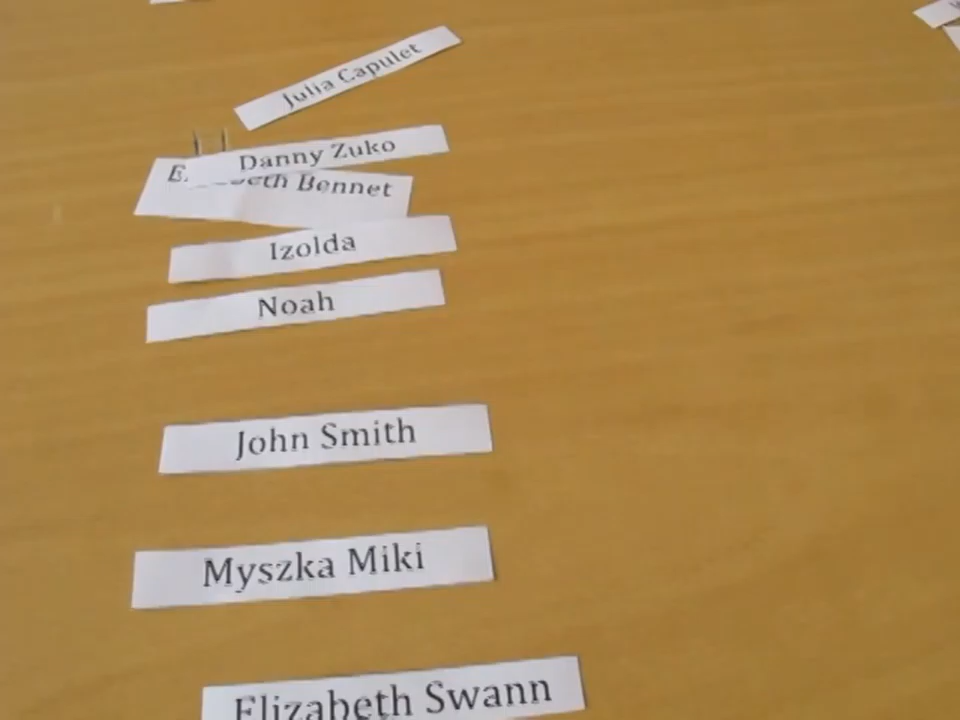 Julia Capulet
Danny Zuko
Bennet
Izolda
Noah
John Smith
Myszka Miki
Elizabeth Swann